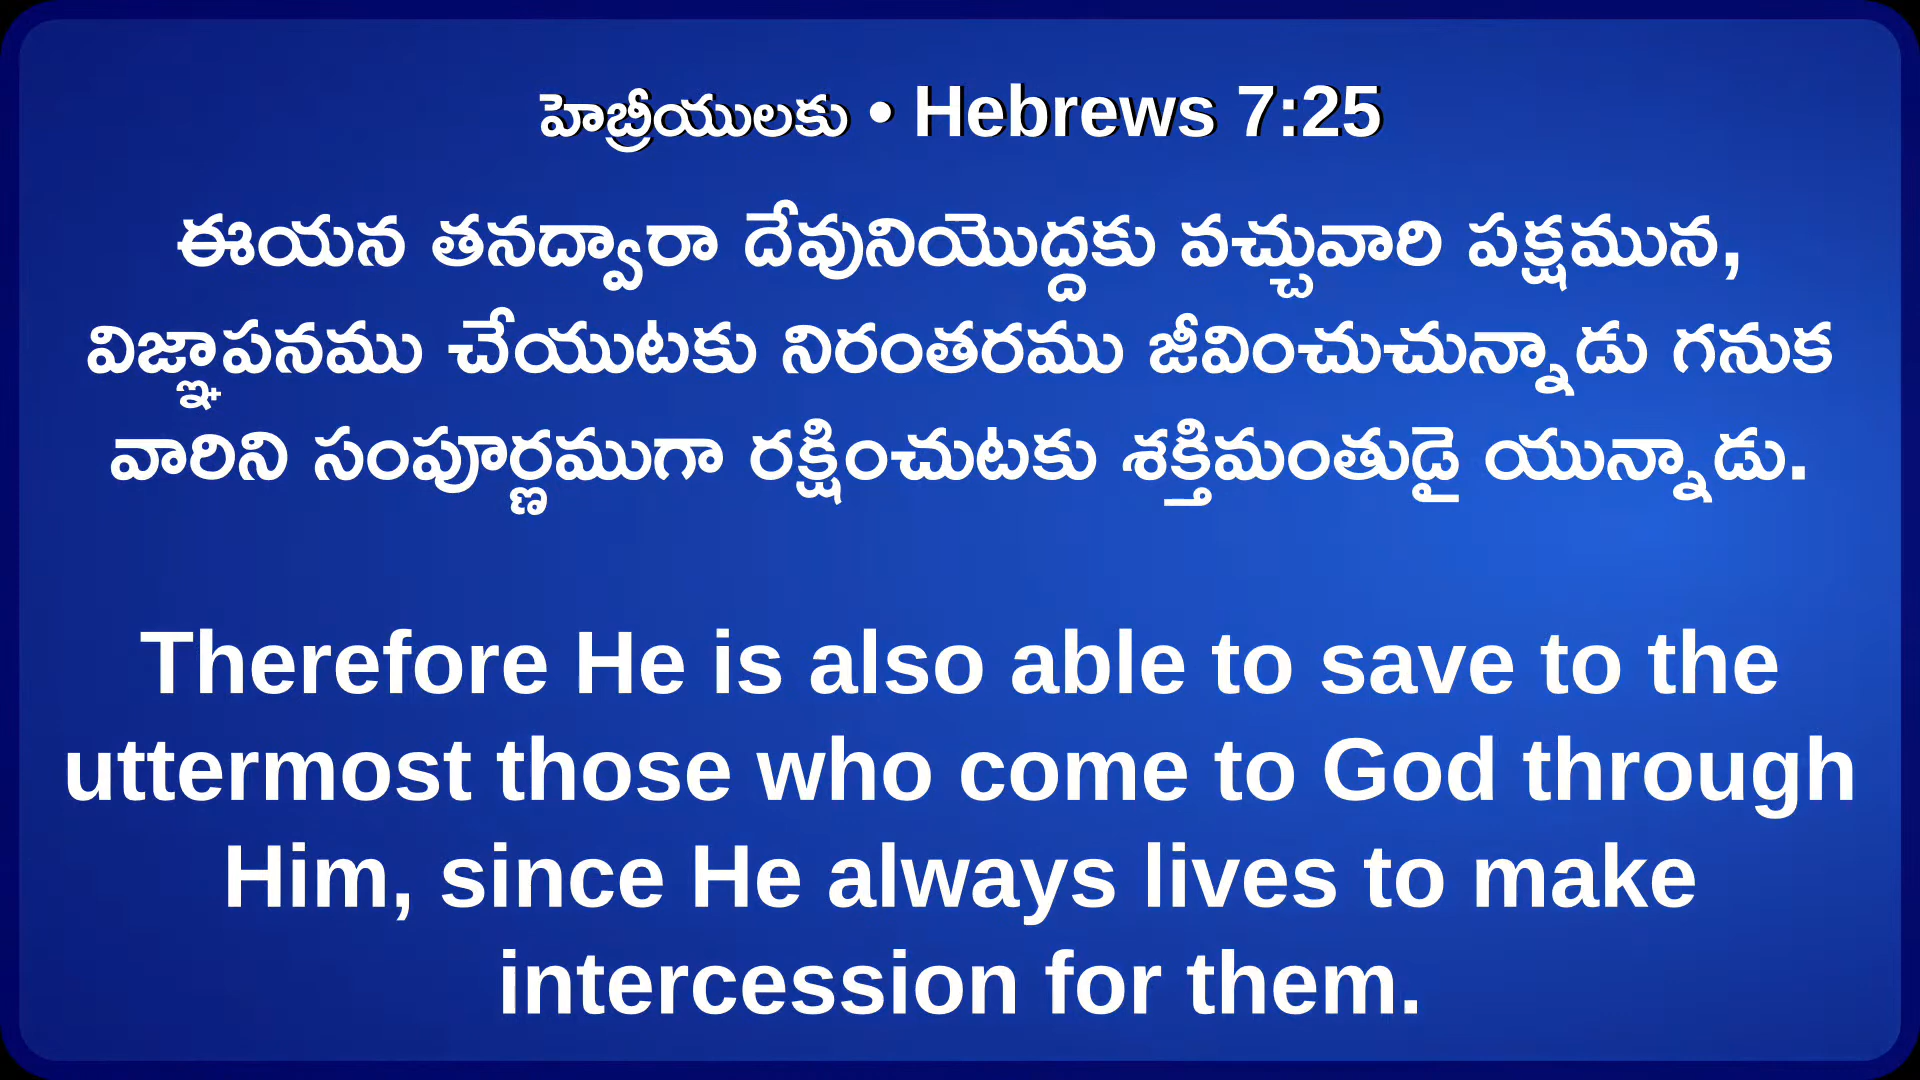 హెబ్రీయులకు • Hebrews 7:25
ఈయన తనద్వారా దేవునియొద్దకు వచ్చువారి పక్షమున,
విజ్ఞాపనము చేయుటకు నిరంతరము జీవించుచున్నాడు గనుక
వారిని సంపూర్ణముగా రక్షించుటకు శక్తిమంతుడై యున్నాడు.
Therefore He is also able to save to the
uttermost those who come to God through
Him, since He always lives to make
intercession for them.